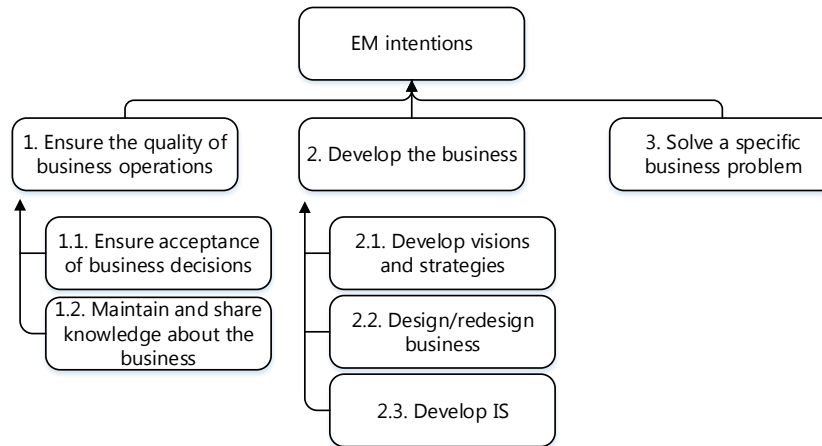 EM intentions
1. Ensure the quality of
business operations
2. Develop the business
3. Solve a specific
business problem
1.1. Ensure acceptance
of business decisions
1.2. Maintain and share
knowledge about the
business
2.1. Develop visions
and strategies
2.2. Design/redesign
business
2.3. Develop IS